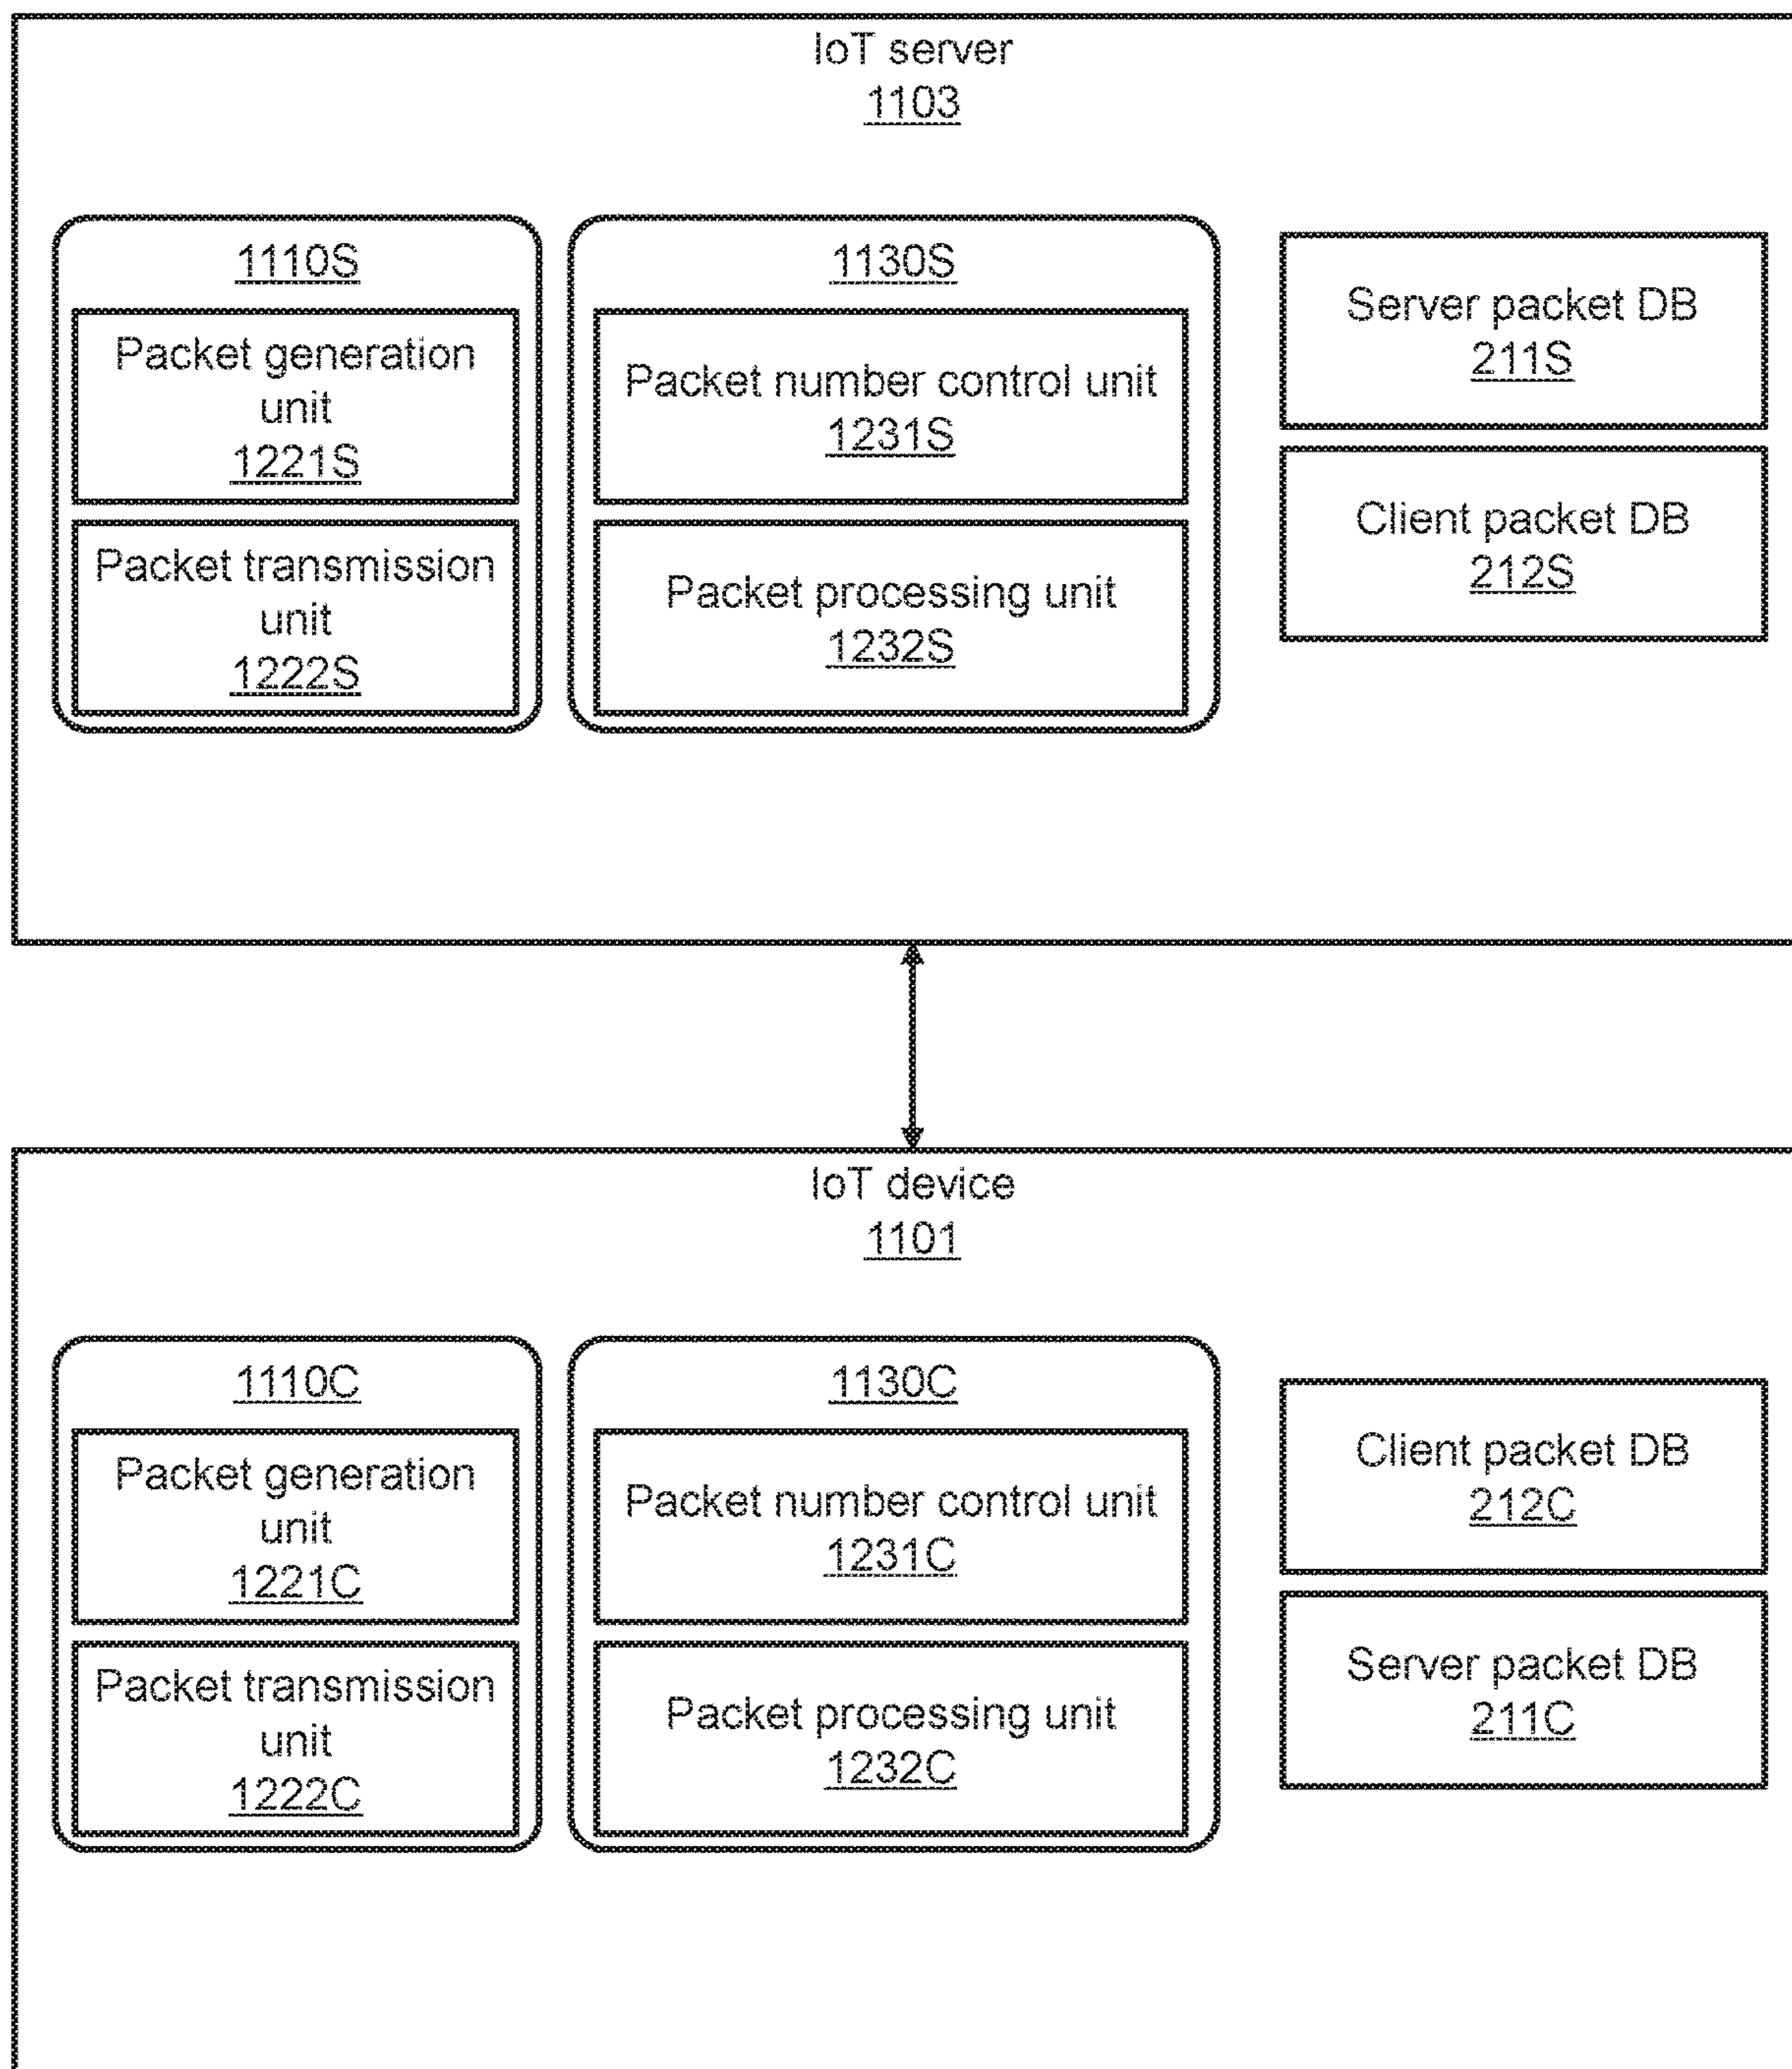 IoT server
1103
1110S
Packet generation
unit
1221S
Packet transmission
unit
1222S
1130S
Packet number control unit
1231S
Packet processing unit
1232S
Server packet DB
211S
Client packet DB
212S
IoT device
1101
1110C
Packet generation
unit
1221C
Packet transmission
unit
1222C
1130C
Packet number control unit
1231C
Packet processing unit
1232C
Client packet DB
212C
Server packet DB
211C